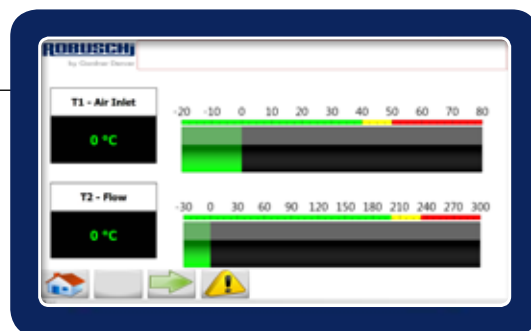 ROBUSCHi
by Gardner Denver
T1 - Air Inlet
0 °C
-20 -10 0 10 20 30 40 50 60 70 80
T2 - Flow
0 °C
-30 0 30 60 90 120 150 180 210 240 270 300